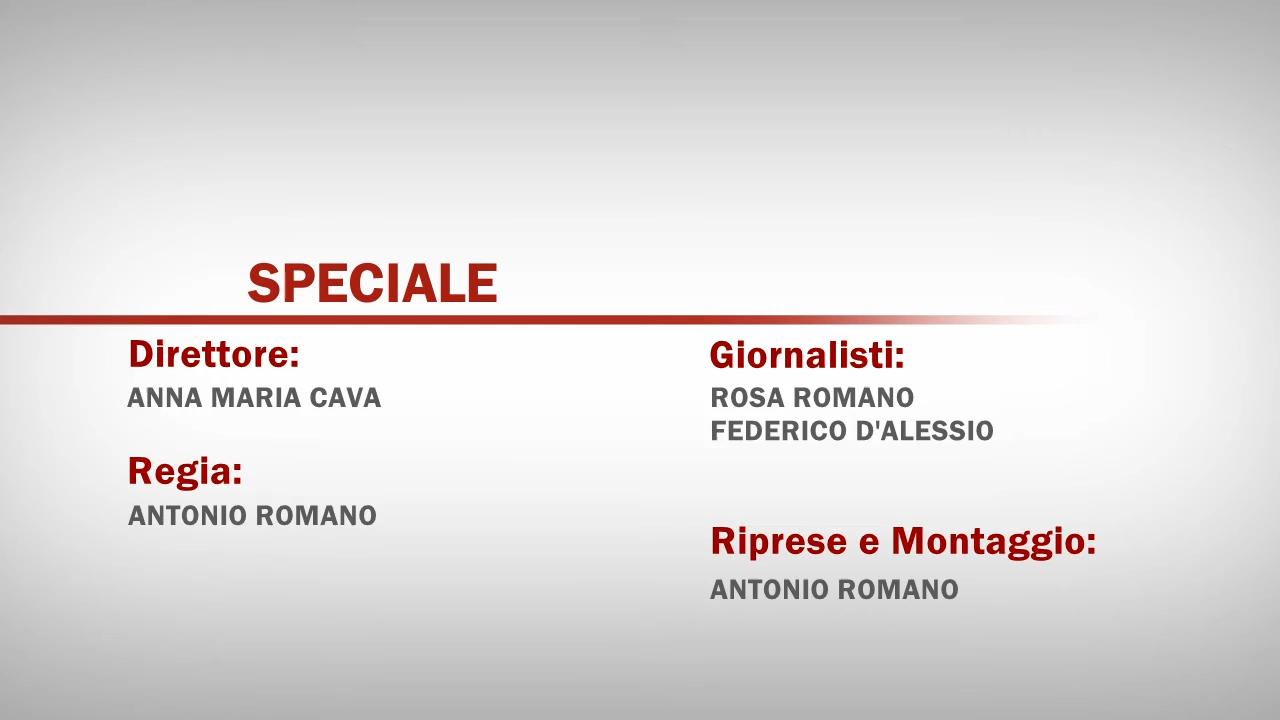 SPECIALE
Direttore:
ANNA MARIA CAVA
Regia:
ANTONIO ROMANO
Giornalisti:
ROSA ROMANO
FEDERICO D'ALESSIO
Riprese e Montaggio:
ANTONIO ROMANO